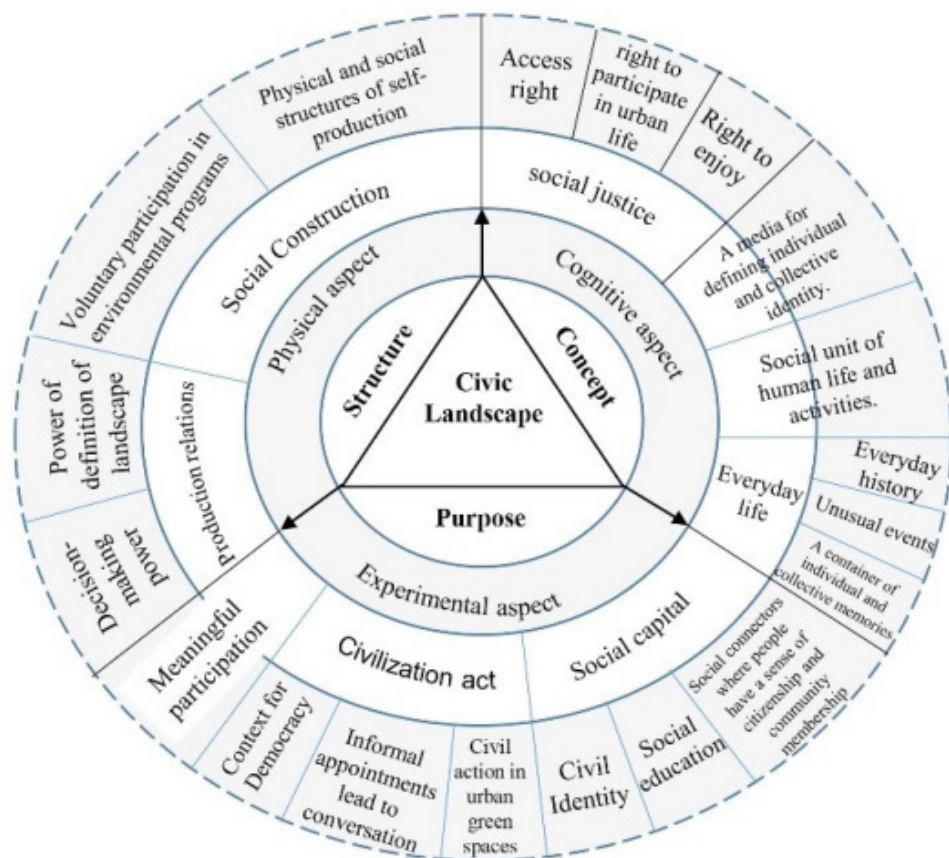 Physical and social
structures of self-
production
Access
right
right to
participate
in urban
life
Right to
enjoy
Voluntary participation in
environmental programs
Social Construction
social justice
A media for
defining individual
and collective
identity.
Physical aspect
Cognitive aspect
Structure
Concept
Civic
Landscape
Purpose
Social unit of
human life and
activities.
Power of
definition of
landscape
Production relations
Everyday
life
Everyday
history
Unusual events
A container of
individual and
collective memories
Decision-
making
power
Experimental aspect
Meaningful
participation
Civilization act
Social capital
Social connectors
where people
have a sense of
citizenship and
community
membership
Context for
Democracy
Informal
appointments
lead to
conversation
Civil
action in
urban
green
spaces
Civil
Identity
Social
education